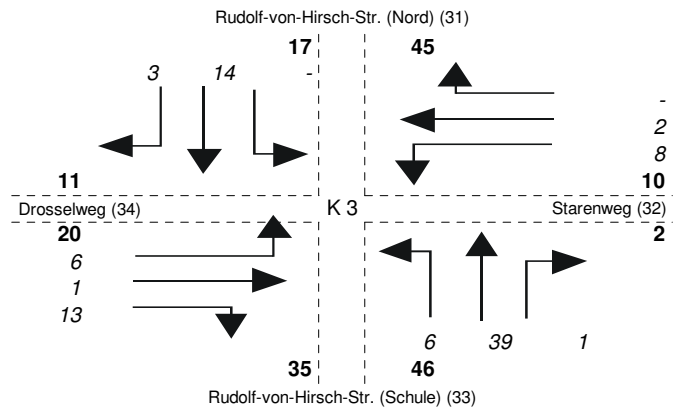 Rudolf-von-Hirsch-Str. (Nord) (31)
17 45
3 14 -
-
2
8
11 10
Drosselweg (34) K 3 Starenweg (32)
20 2
6
1
13
6 39 1
35 46
Rudolf-von-Hirsch-Str. (Schule) (33)